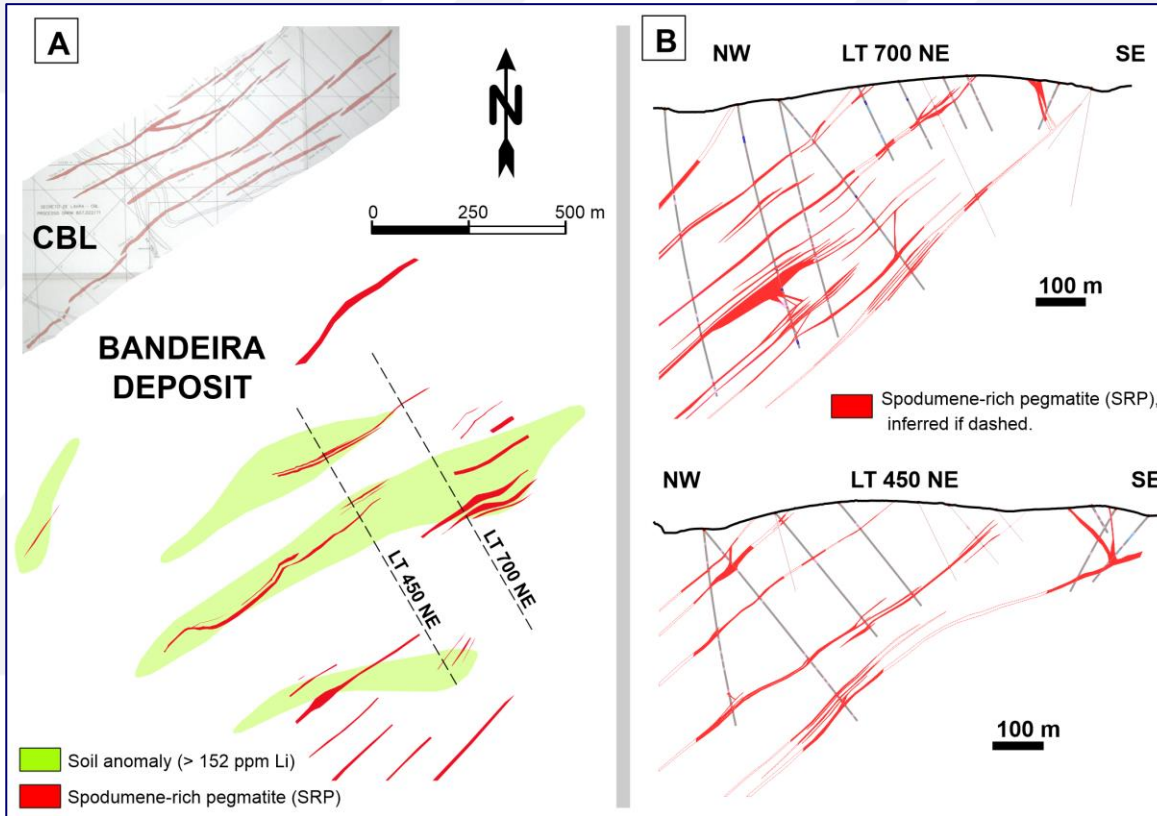 A
CBL
N
0 250 500 m
BANDEIRA
DEPOSIT
LT 450 NE
LT 700 NE
Soil anomaly (> 152 ppm Li)
Spodumene-rich pegmatite (SRP)
B
NW LT 700 NE SE
100 m
Spodumene-rich pegmatite (SRP),
inferred if dashed.
NW LT 450 NE SE
100 m